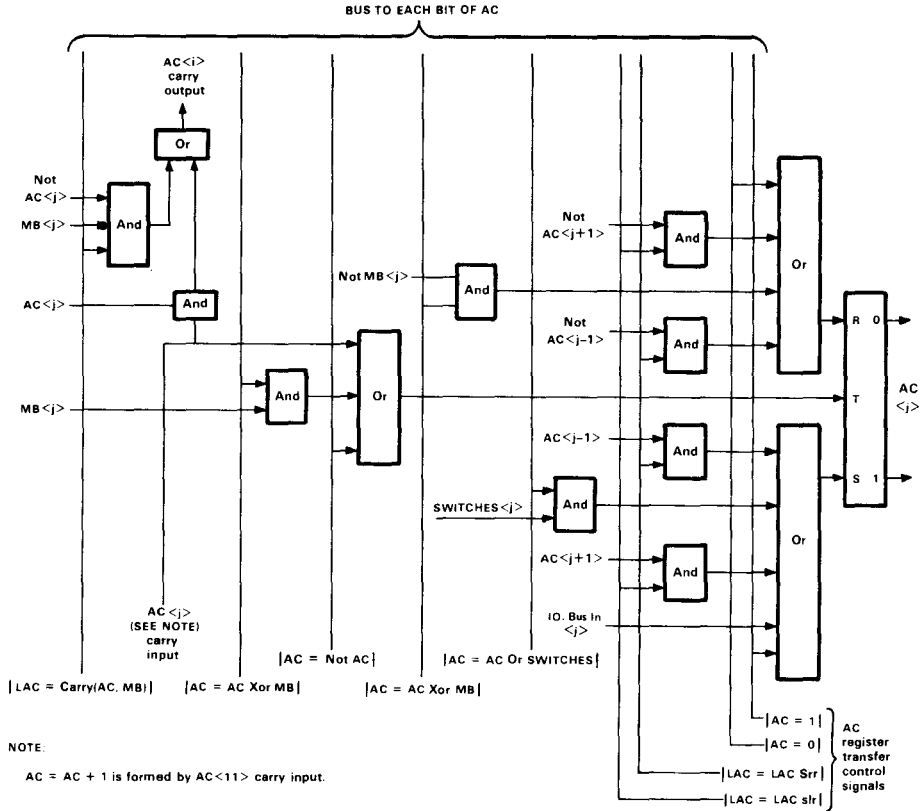 BUS TO EACH BIT OF AC
AC<i>
carry
output
Or
Not
AC<j>
MB<j>
And
AC<j>
And
MB<j>
And
Or
Not MB<j>
And
Not
AC<j+1>
And
Not
AC<j-1>
And
Or
R 0
T
S 1
AC
<j>
AC<j-1>
And
SWITCHES<j>
And
AC<j+1>
And
IO. Bus In
<j>
Or
AC<j>
(SEE NOTE)
carry
input
|LAC = Carry(AC, MB)|
|AC = AC Xor MB|
|AC = Not AC|
|AC = AC Xor MB|
|AC = AC Or SWITCHES|
|AC = 1|
|AC = 0|
|LAC = LAC Srr|
|LAC = LAC slr|
AC
register
transfer
control
signals
NOTE:
AC = AC + 1 is formed by AC<11> carry input.